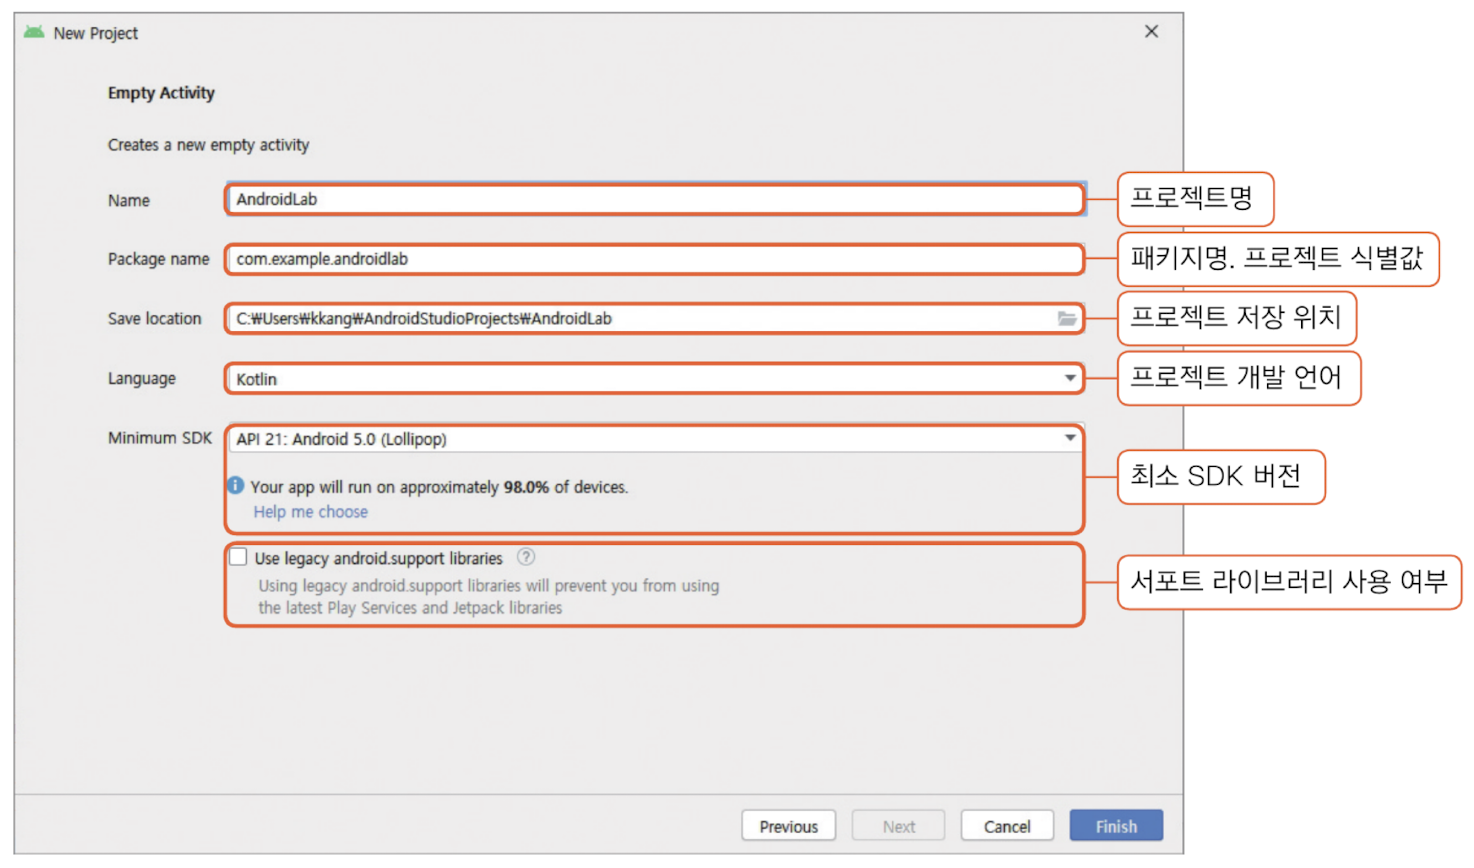 New Project
Empty Activity
Creates a new empty activity
Name
AndroidLab
프로젝트명
Package name
com.example.androidlab
패키지명. 프로젝트 식별값
Save location
C:₩Users₩kkang₩AndroidStudioProjects₩AndroidLab
프로젝트 저장 위치
Language
Kotlin
프로젝트 개발 언어
Minimum SDK
API 21: Android 5.0 (Lollipop)
Your app will run on approximately 98.0% of devices.
Help me choose
최소 SDK 버전
Use legacy android.support libraries
Using legacy android.support libraries will prevent you from using
the latest Play Services and Jetpack libraries
서포트 라이브러리 사용 여부
Previous
Next
Cancel
Finish